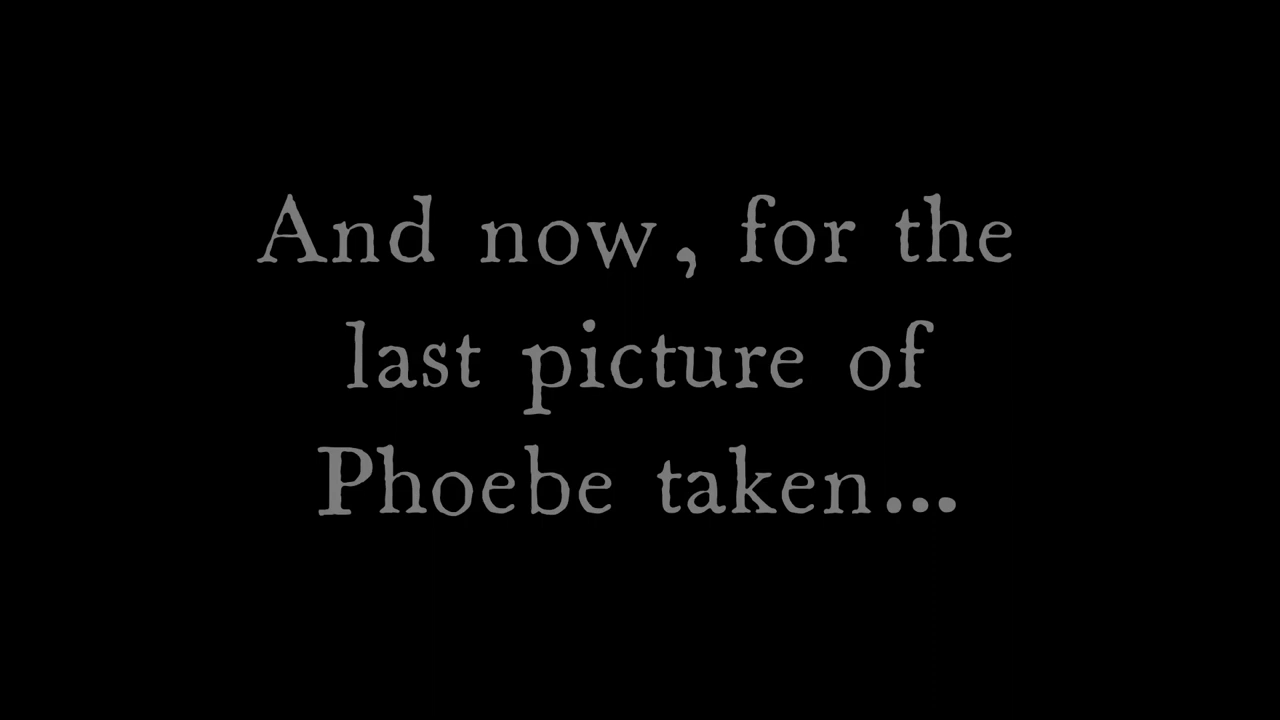 And now, for the
last picture of
Phoebe taken...